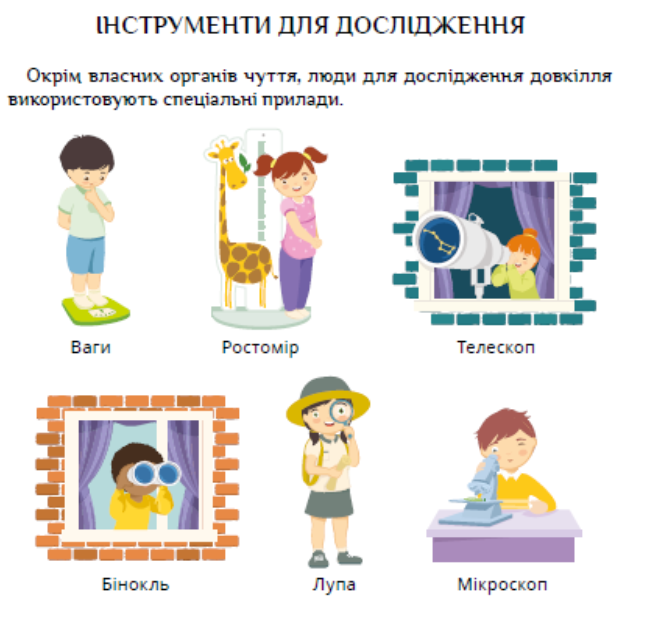 ІНСТРУМЕНТИ ДЛЯ ДОСЛІДЖЕННЯ
Окрім власних органів чуття, люди для дослідження довкілля
використовують спеціальні прилади.
Ваги
Ростомір
Телескоп
Бінокль
Лупа
Мікроскоп